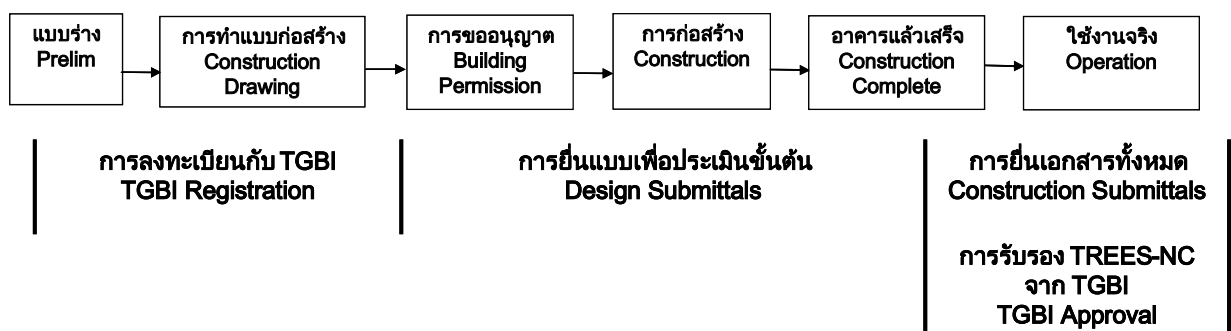 แบบร่าง
Prelim
การทำแบบก่อสร้าง
Construction
Drawing
การขออนุญาต
Building
Permission
การก่อสร้าง
Construction
อาคารแล้วเสร็จ
Construction
Complete
ใช้งานจริง
Operation
การลงทะเบียนกับ TGBI
TGBI Registration
การยื่นแบบเพื่อประเมินขั้นต้น
Design Submittals
การยื่นเอกสารทั้งหมด
Construction Submittals
การรับรอง TREES-NC
จาก TGBI
TGBI Approval